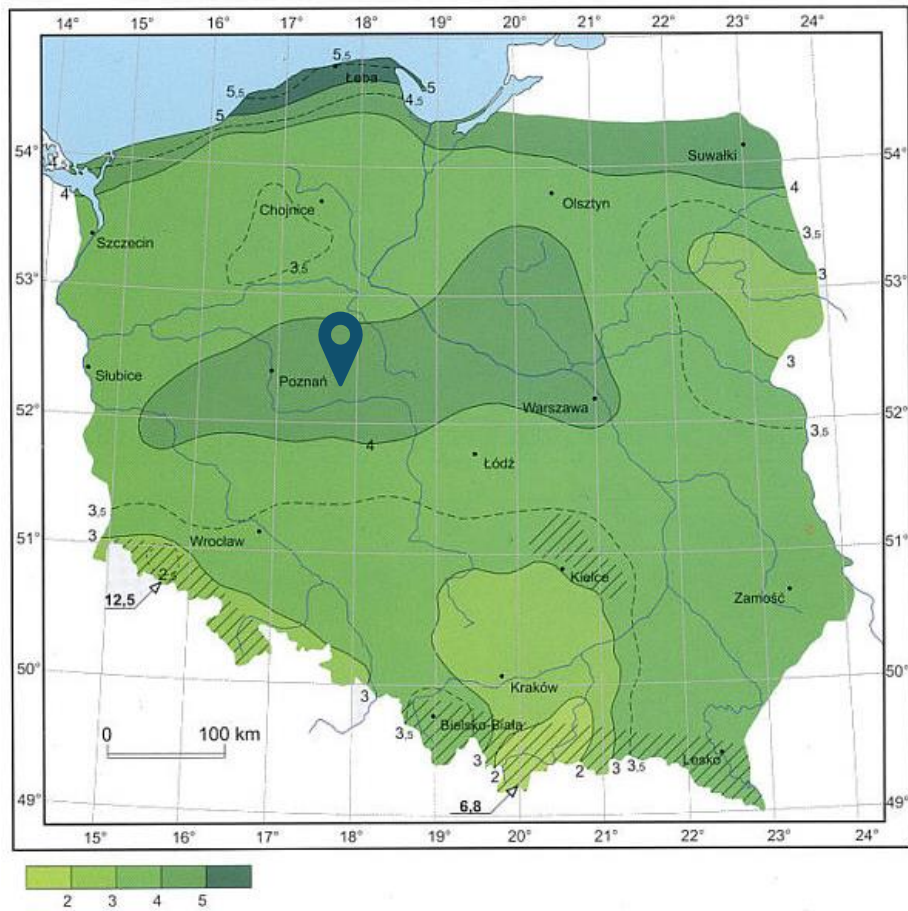 14° 15° 16° 17° 18° 19° 20° 21° 22° 23°
5,5
Łeba
5,5 5
4,5
5
54° Suwałki 54°
4,5
4 4
Chojnice Olsztyn
3,5
Szczecin
3,5
53° 3 53°
Słubice 3
Poznań
52° Warszawa 52°
4 3,5
Łódź
3,5
51° 3 Wrocław 51°
2,5 Kielce
12,5 Zamość
50° 50°
3 Kraków
0 100 km 3,5 Bielsko-Biała
Lesko
3 2 2 3 3,5
49° 6,8 49°
15° 16° 17° 18° 19° 20° 21° 22° 23° 24°
2 3 4 5